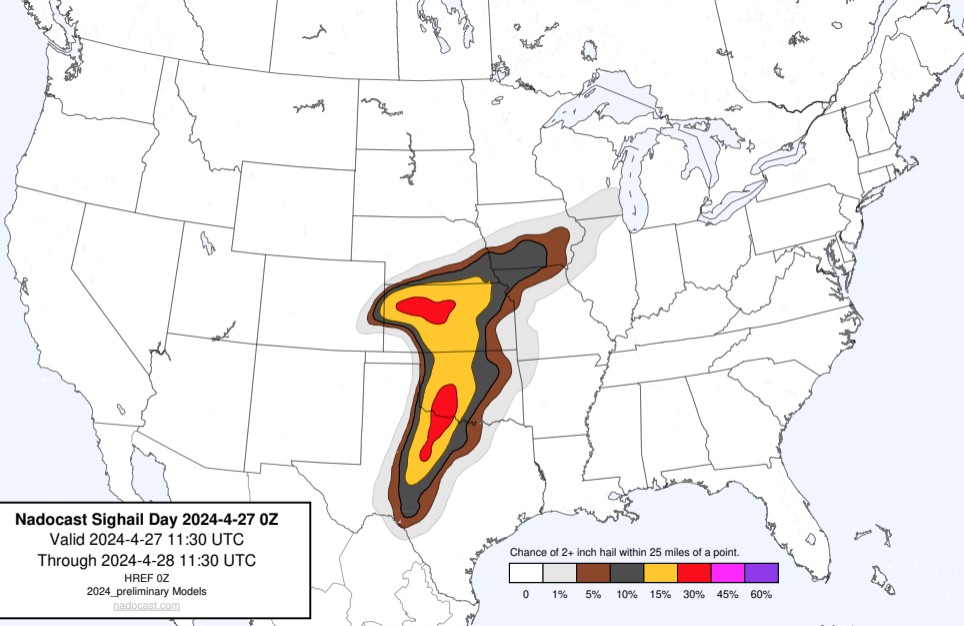 Nadocast Sighail Day 2024-4-27 0Z
Valid 2024-4-27 11:30 UTC
Through 2024-4-28 11:30 UTC
HREF 0Z
2024_preliminary Models
nadocast.com
Chance of 2+ inch hail within 25 miles of a point.
0 1% 5% 10% 15% 30% 45% 60%